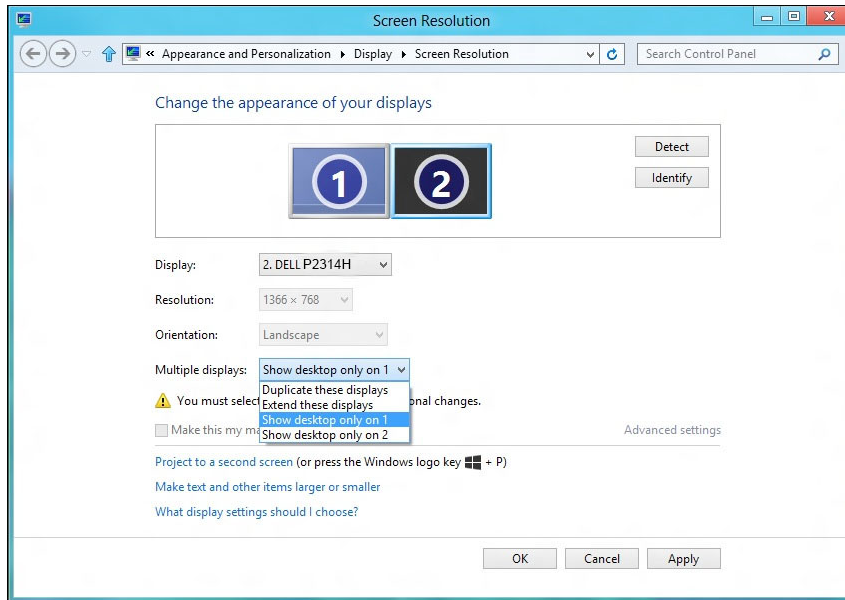 Screen Resolution
« Appearance and Personalization Display Screen Resolution Search Control Panel
Change the appearance of your displays
1 2
Detect
Identify
Display: 2. DELL P2314H
Resolution: 1366 × 768
Orientation: Landscape
Multiple displays: Show desktop only on 1
Duplicate these displays
Extend these displays
Show desktop only on 1
Show desktop only on 2
You must select onal changes.
Make this my ma Advanced settings
Project to a second screen (or press the Windows logo key + P)
Make text and other items larger or smaller
What display settings should I choose?
OK Cancel Apply